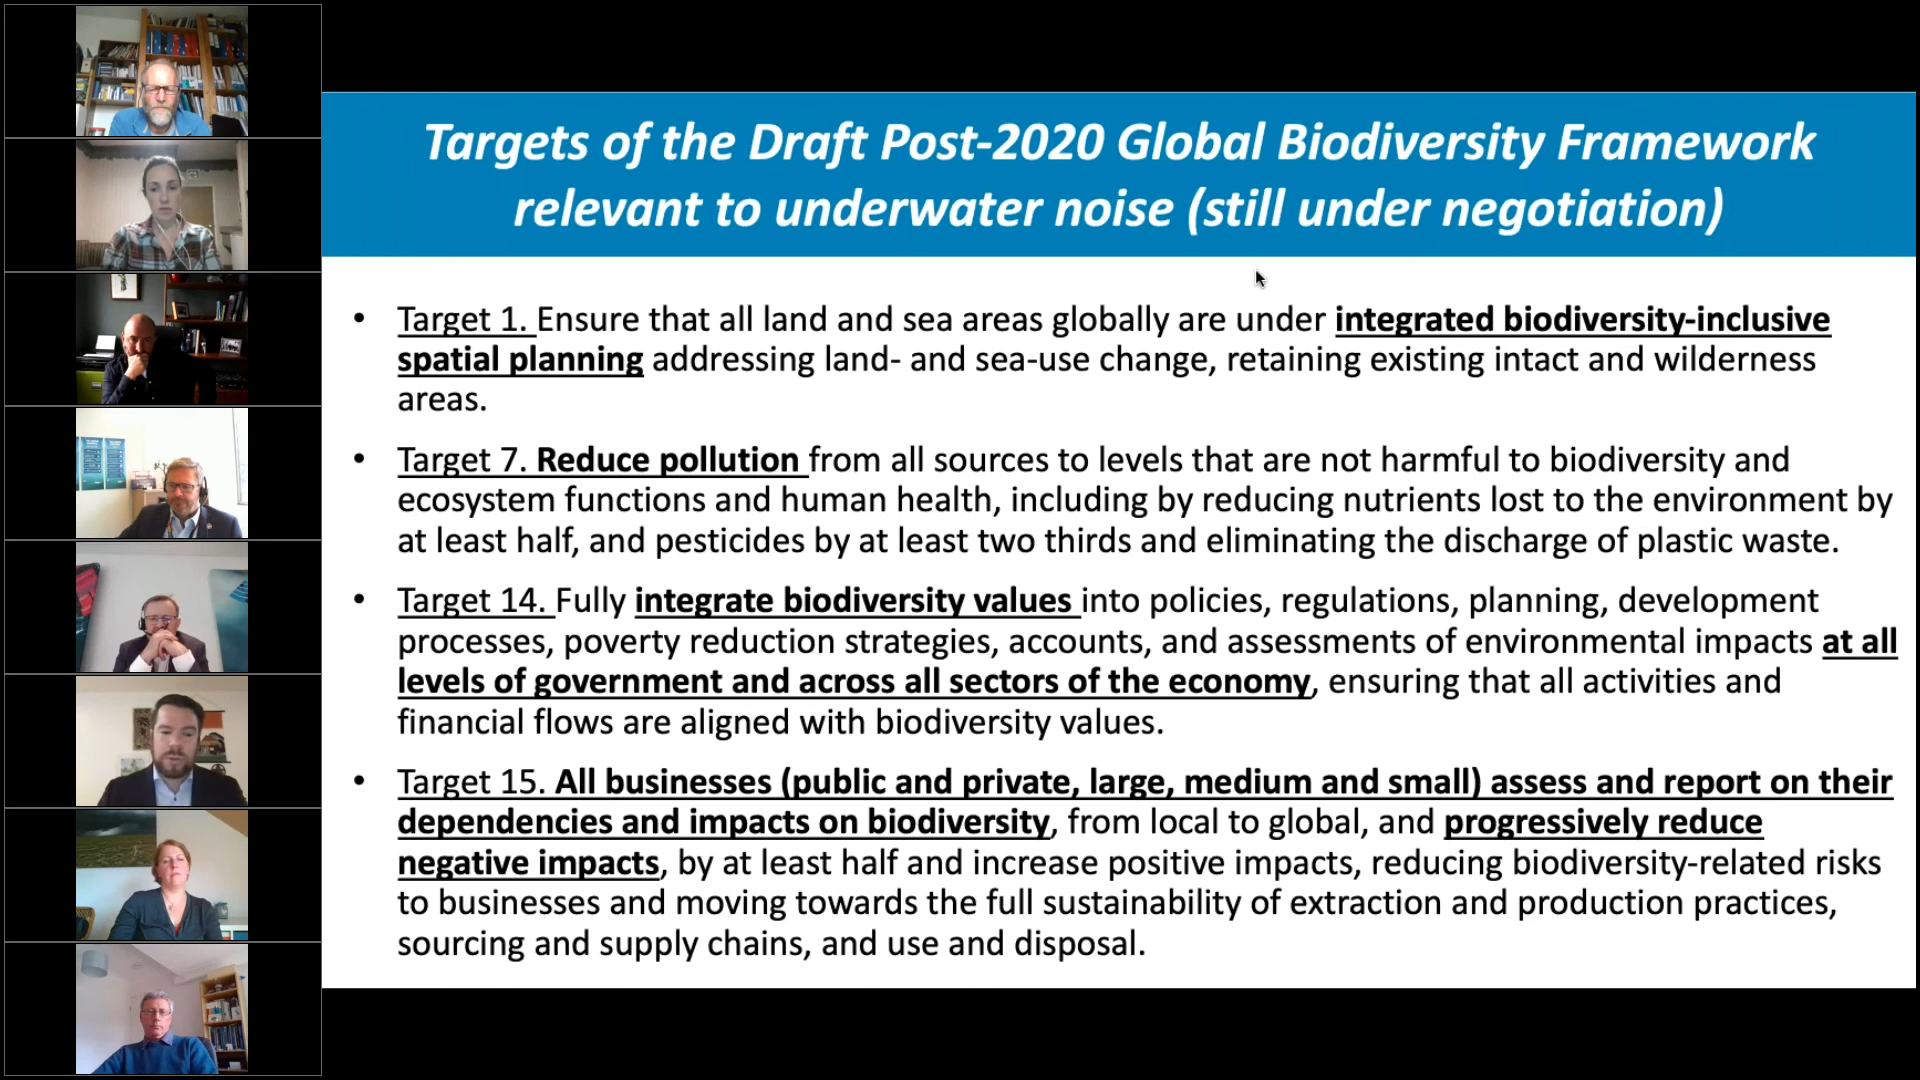 Targets of the Draft Post-2020 Global Biodiversity Framework
relevant to underwater noise (still under negotiation)
• Target 1. Ensure that all land and sea areas globally are under integrated biodiversity-inclusive
spatial planning addressing land- and sea-use change, retaining existing intact and wilderness
areas.
• Target 7. Reduce pollution from all sources to levels that are not harmful to biodiversity and
ecosystem functions and human health, including by reducing nutrients lost to the environment by
at least half, and pesticides by at least two thirds and eliminating the discharge of plastic waste.
• Target 14. Fully integrate biodiversity values into policies, regulations, planning, development
processes, poverty reduction strategies, accounts, and assessments of environmental impacts at all
levels of government and across all sectors of the economy, ensuring that all activities and
financial flows are aligned with biodiversity values.
• Target 15. All businesses (public and private, large, medium and small) assess and report on their
dependencies and impacts on biodiversity, from local to global, and progressively reduce
negative impacts, by at least half and increase positive impacts, reducing biodiversity-related risks
to businesses and moving towards the full sustainability of extraction and production practices,
sourcing and supply chains, and use and disposal.